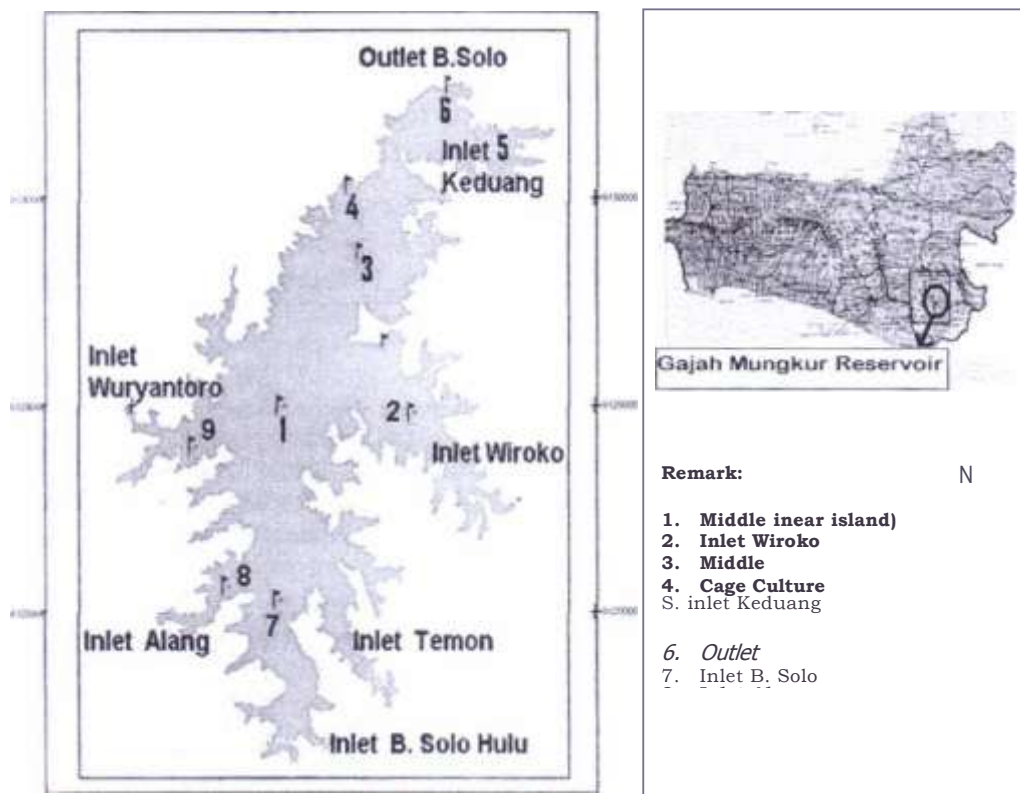 Outlet B.Solo
6
Inlet 5
Keduang
4
3
Inlet
Wuryantoro
9
1
2
Inlet Wiroko
8
7
Inlet Alang
Inlet Temon
Inlet B. Solo Hulu
Gajah Mungkur Reservoir
Remark:
N
1. Middle inear island)
2. Inlet Wiroko
3. Middle
4. Cage Culture
S. inlet Keduang
6. Outlet
7. Inlet B. Solo